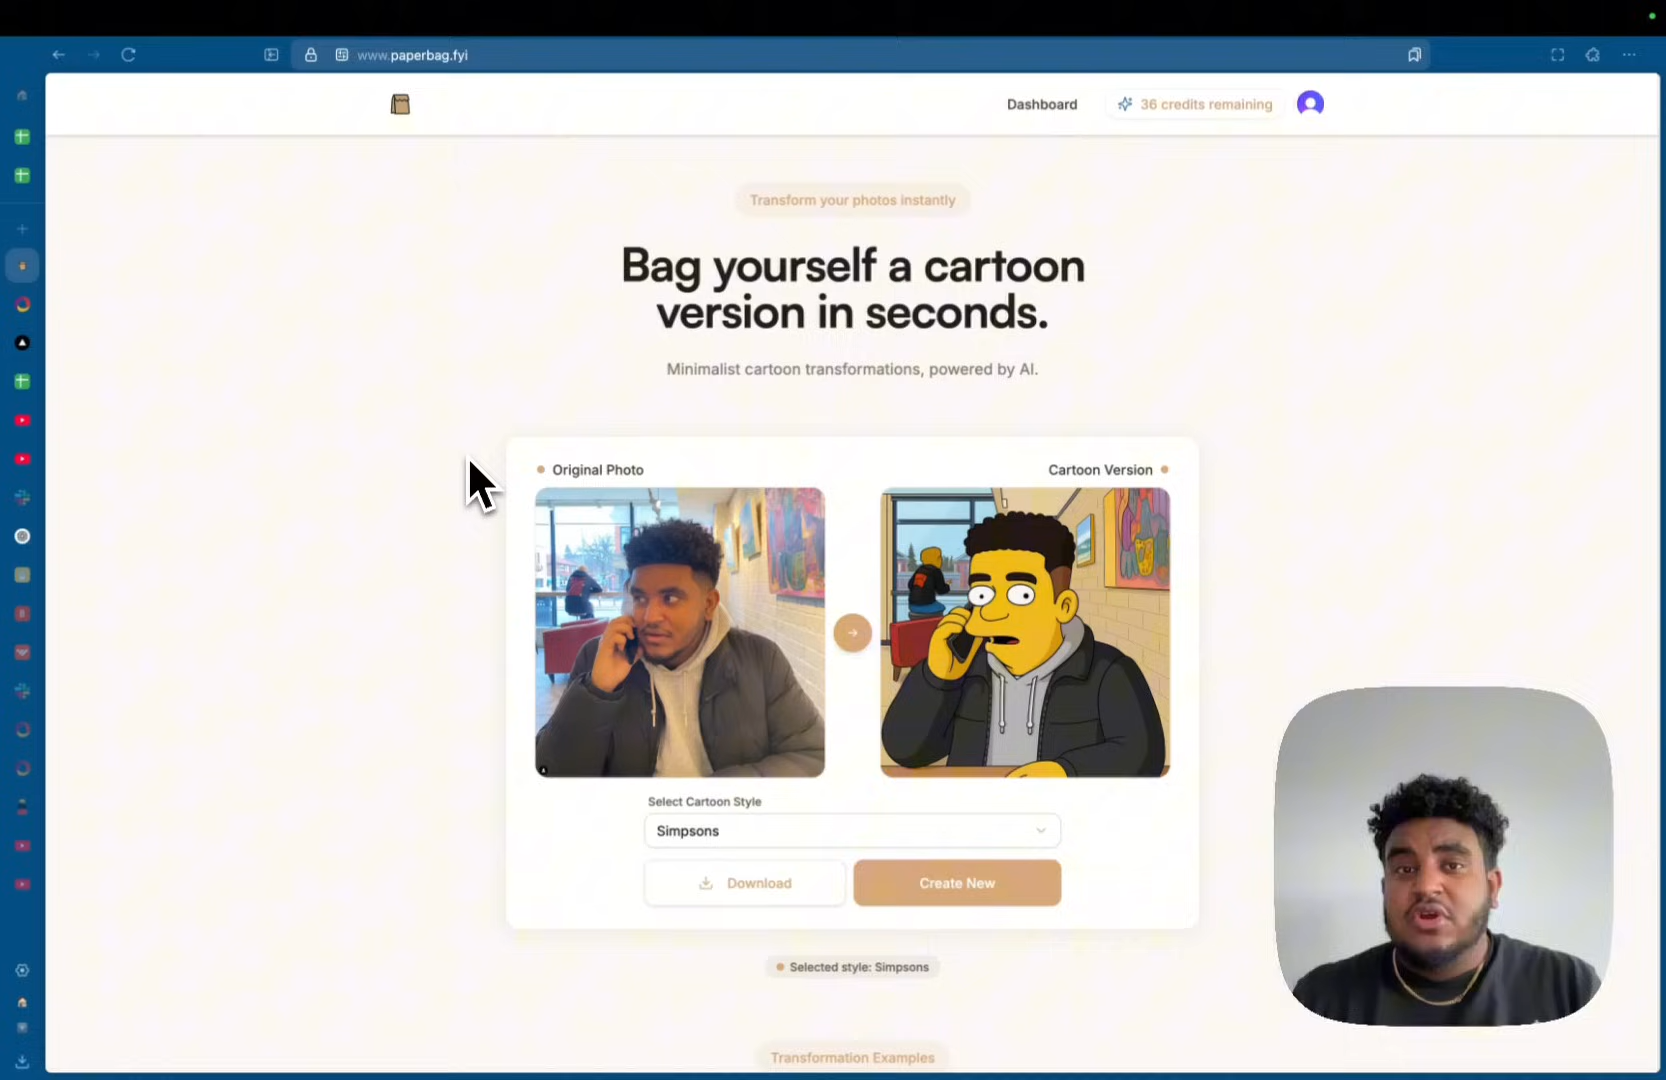 www.paperbag.fyi
Dashboard
36 credits remaining
Transform your photos instantly
Bag yourself a cartoon
version in seconds.
Minimalist cartoon transformations, powered by AI.
Original Photo
Cartoon Version
Select Cartoon Style
Simpsons
Download
Create New
Selected style: Simpsons
Transformation Examples